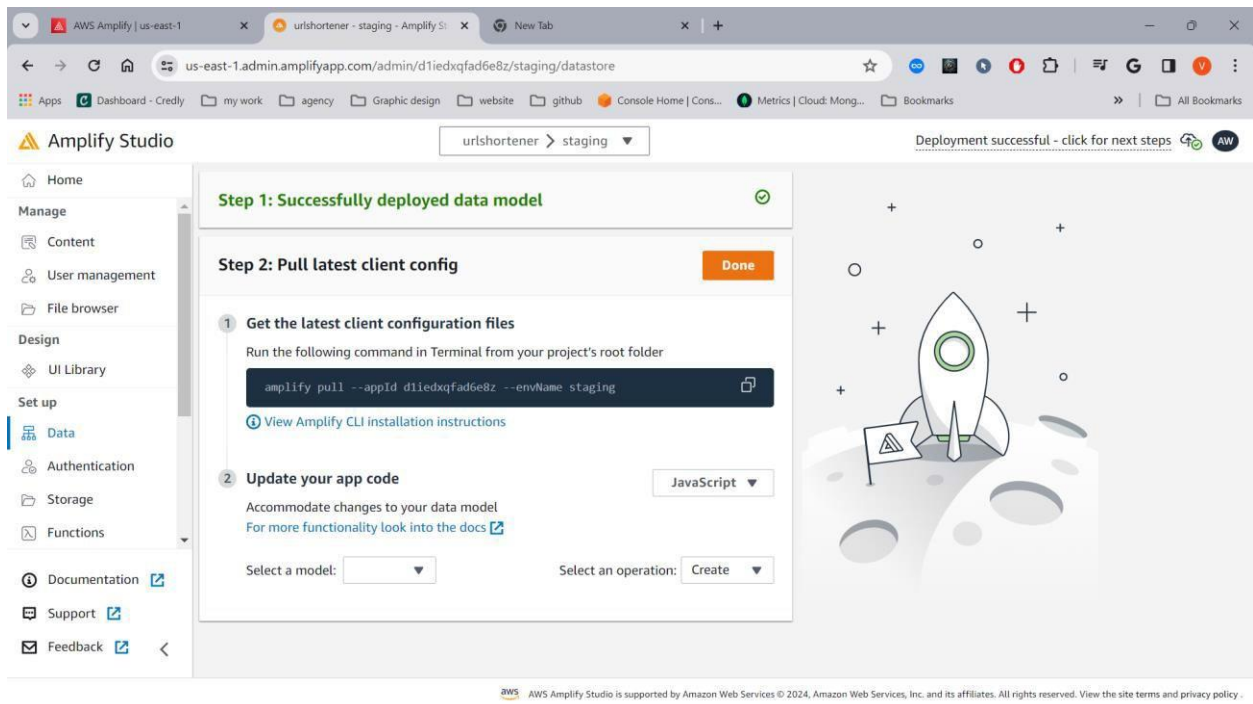 AWS Amplify | us-east-1
urlshortener - staging - Amplify St
New Tab
us-east-1.admin.amplifyapp.com/admin/d1iedxqfad6e8z/staging/datastore
Apps
Dashboard - Credly
my work
agency
Graphic design
website
github
Console Home | Cons...
Metrics | Cloud: Mong...
Bookmarks
»
All Bookmarks
Amplify Studio
urlshortener > staging
Deployment successful - click for next steps
AW
Home
Manage
Content
User management
File browser
Design
UI Library
Set up
Data
Authentication
Storage
Functions
Documentation
Support
Feedback
Step 1: Successfully deployed data model
Step 2: Pull latest client config
Done
1 Get the latest client configuration files
Run the following command in Terminal from your project's root folder
amplify pull --appId d1iedxqfad6e8z --envName staging
View Amplify CLI installation instructions
2 Update your app code
JavaScript
Accommodate changes to your data model
For more functionality look into the docs
Select a model:
Select an operation: Create
aws AWS Amplify Studio is supported by Amazon Web Services © 2024, Amazon Web Services, Inc. and its affiliates. All rights reserved. View the site terms and privacy policy .